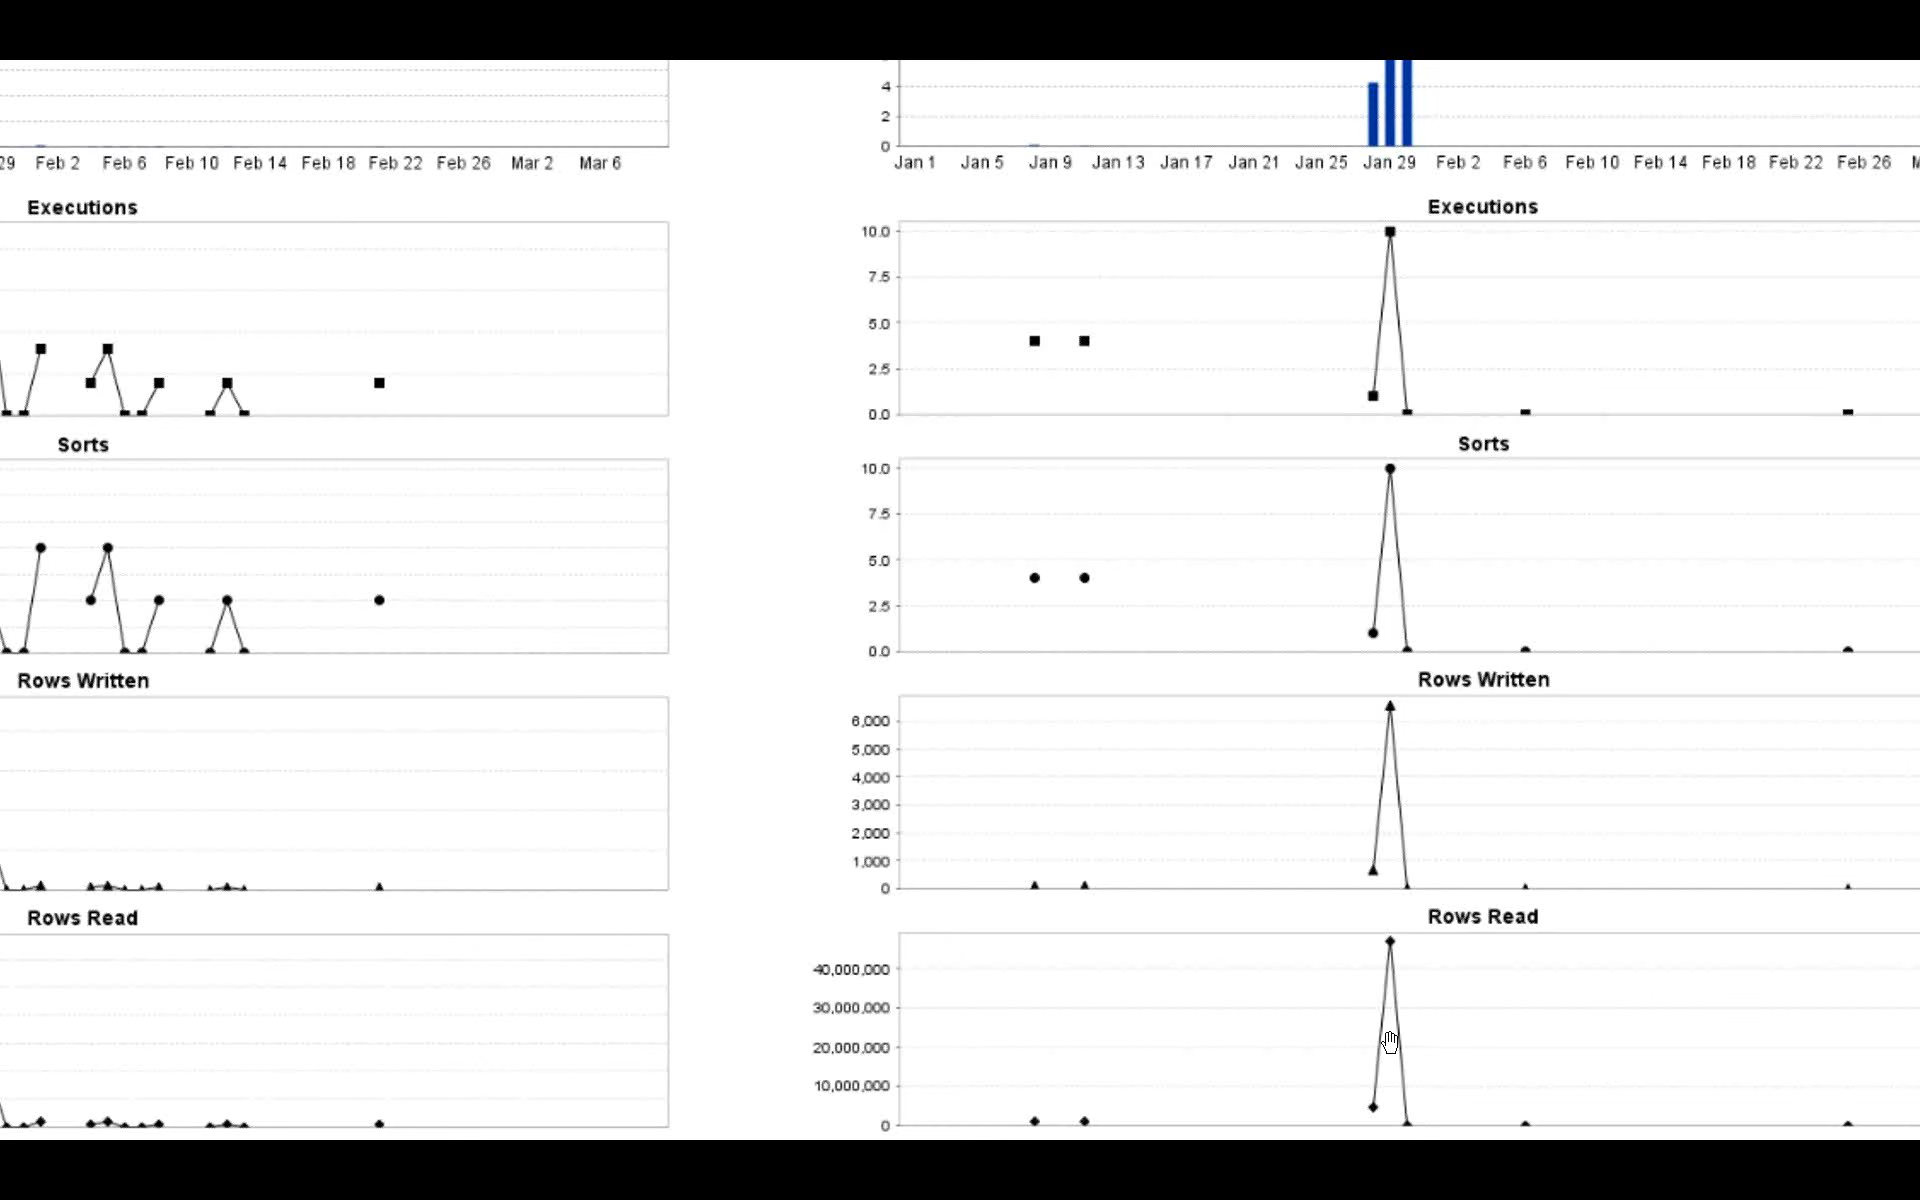 29 Feb 2 Feb 6 Feb 10 Feb 14 Feb 18 Feb 22 Feb 26 Mar 2 Mar 6
Executions
Sorts
Rows Written
Rows Read
4
2
0
Jan 1 Jan 5 Jan 9 Jan 13 Jan 17 Jan 21 Jan 25 Jan 29 Feb 2 Feb 6 Feb 10 Feb 14 Feb 18 Feb 22 Feb 26
Executions
10.0
7.5
5.0
2.5
0.0
Sorts
10.0
7.5
5.0
2.5
0.0
Rows Written
6,000
5,000
4,000
3,000
2,000
1,000
0
Rows Read
40,000,000
30,000,000
20,000,000
10,000,000
0